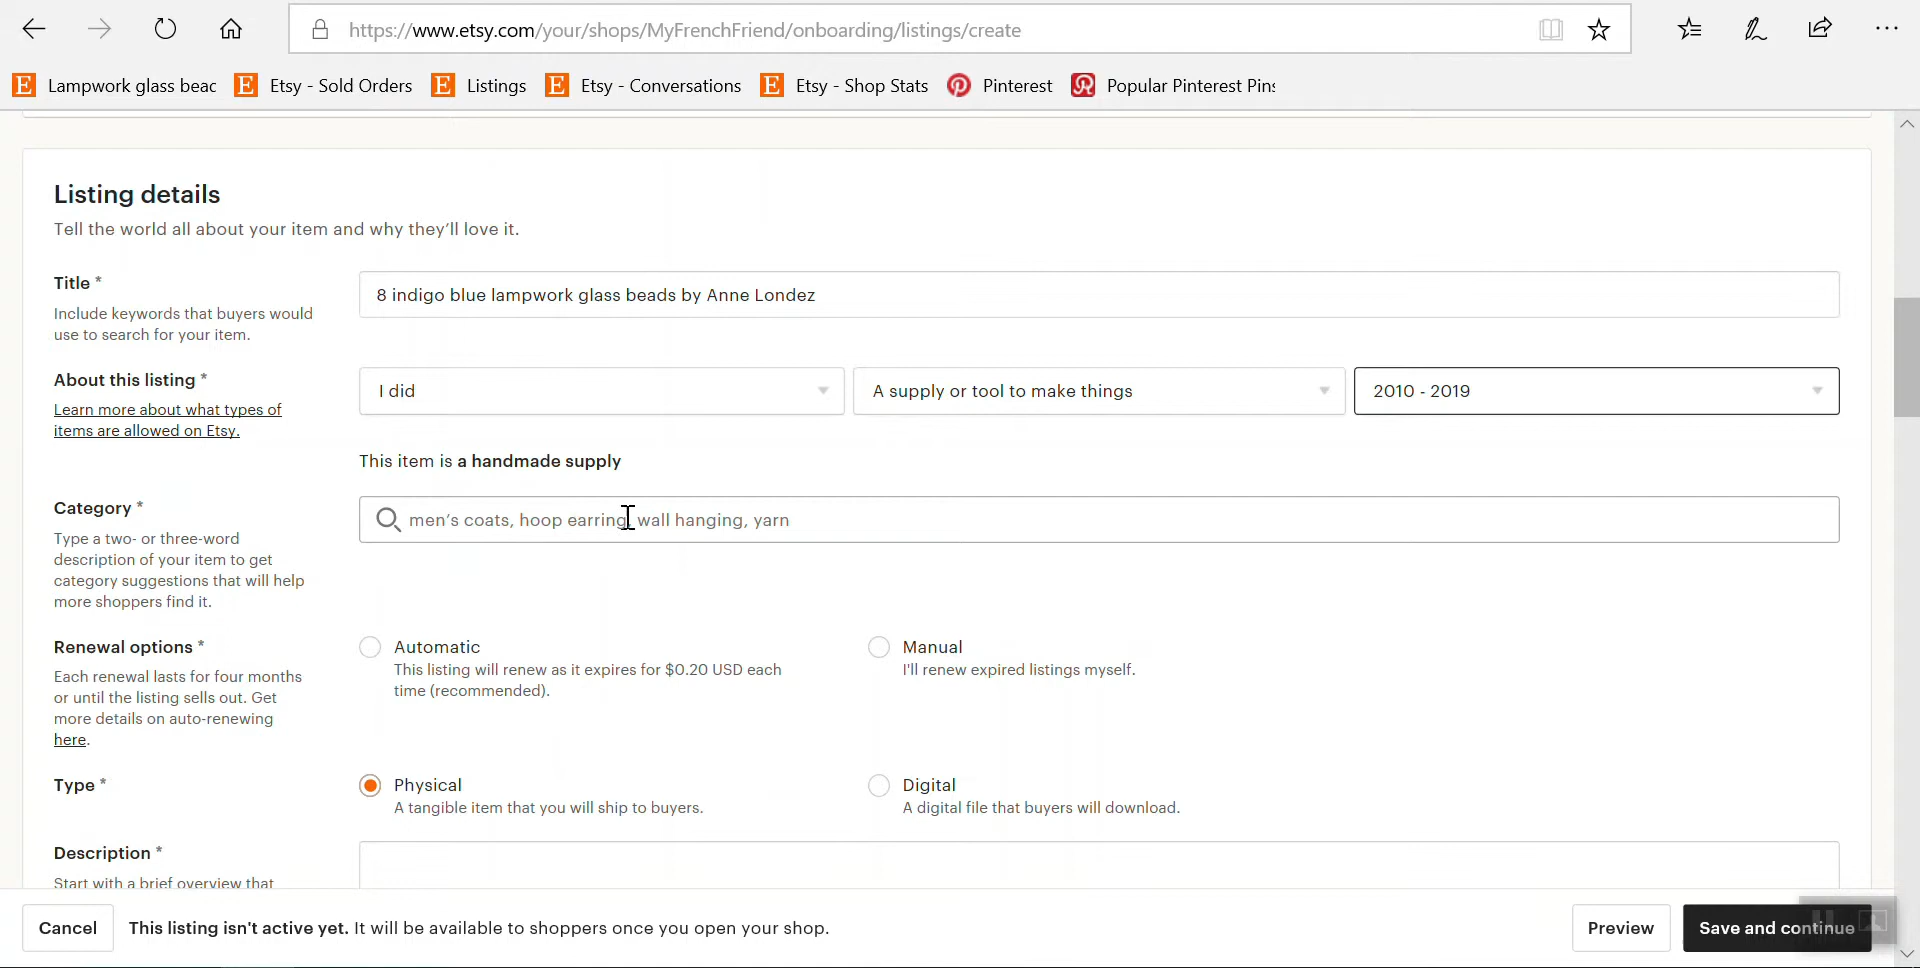 https://www.etsy.com/your/shops/MyFrenchFriend/onboarding/listings/create
Lampwork glass beac Etsy - Sold Orders Listings Etsy - Conversations Etsy - Shop Stats Pinterest Popular Pinterest Pins
Listing details
Tell the world all about your item and why they'll love it.
Title *
Include keywords that buyers would
use to search for your item.
8 indigo blue lampwork glass beads by Anne Londez
About this listing *
Learn more about what types of
items are allowed on Etsy.
I did A supply or tool to make things 2010 - 2019
This item is a handmade supply
Category *
Type a two- or three-word
description of your item to get
category suggestions that will help
more shoppers find it.
men's coats, hoop earring, wall hanging, yarn
Renewal options *
Each renewal lasts for four months
or until the listing sells out. Get
more details on auto-renewing
here.
Automatic
This listing will renew as it expires for $0.20 USD each
time (recommended).
Manual
I'll renew expired listings myself.
Type *
Physical
A tangible item that you will ship to buyers.
Digital
A digital file that buyers will download.
Description *
Start with a brief overview that
Cancel This listing isn't active yet. It will be available to shoppers once you open your shop. Preview Save and continue